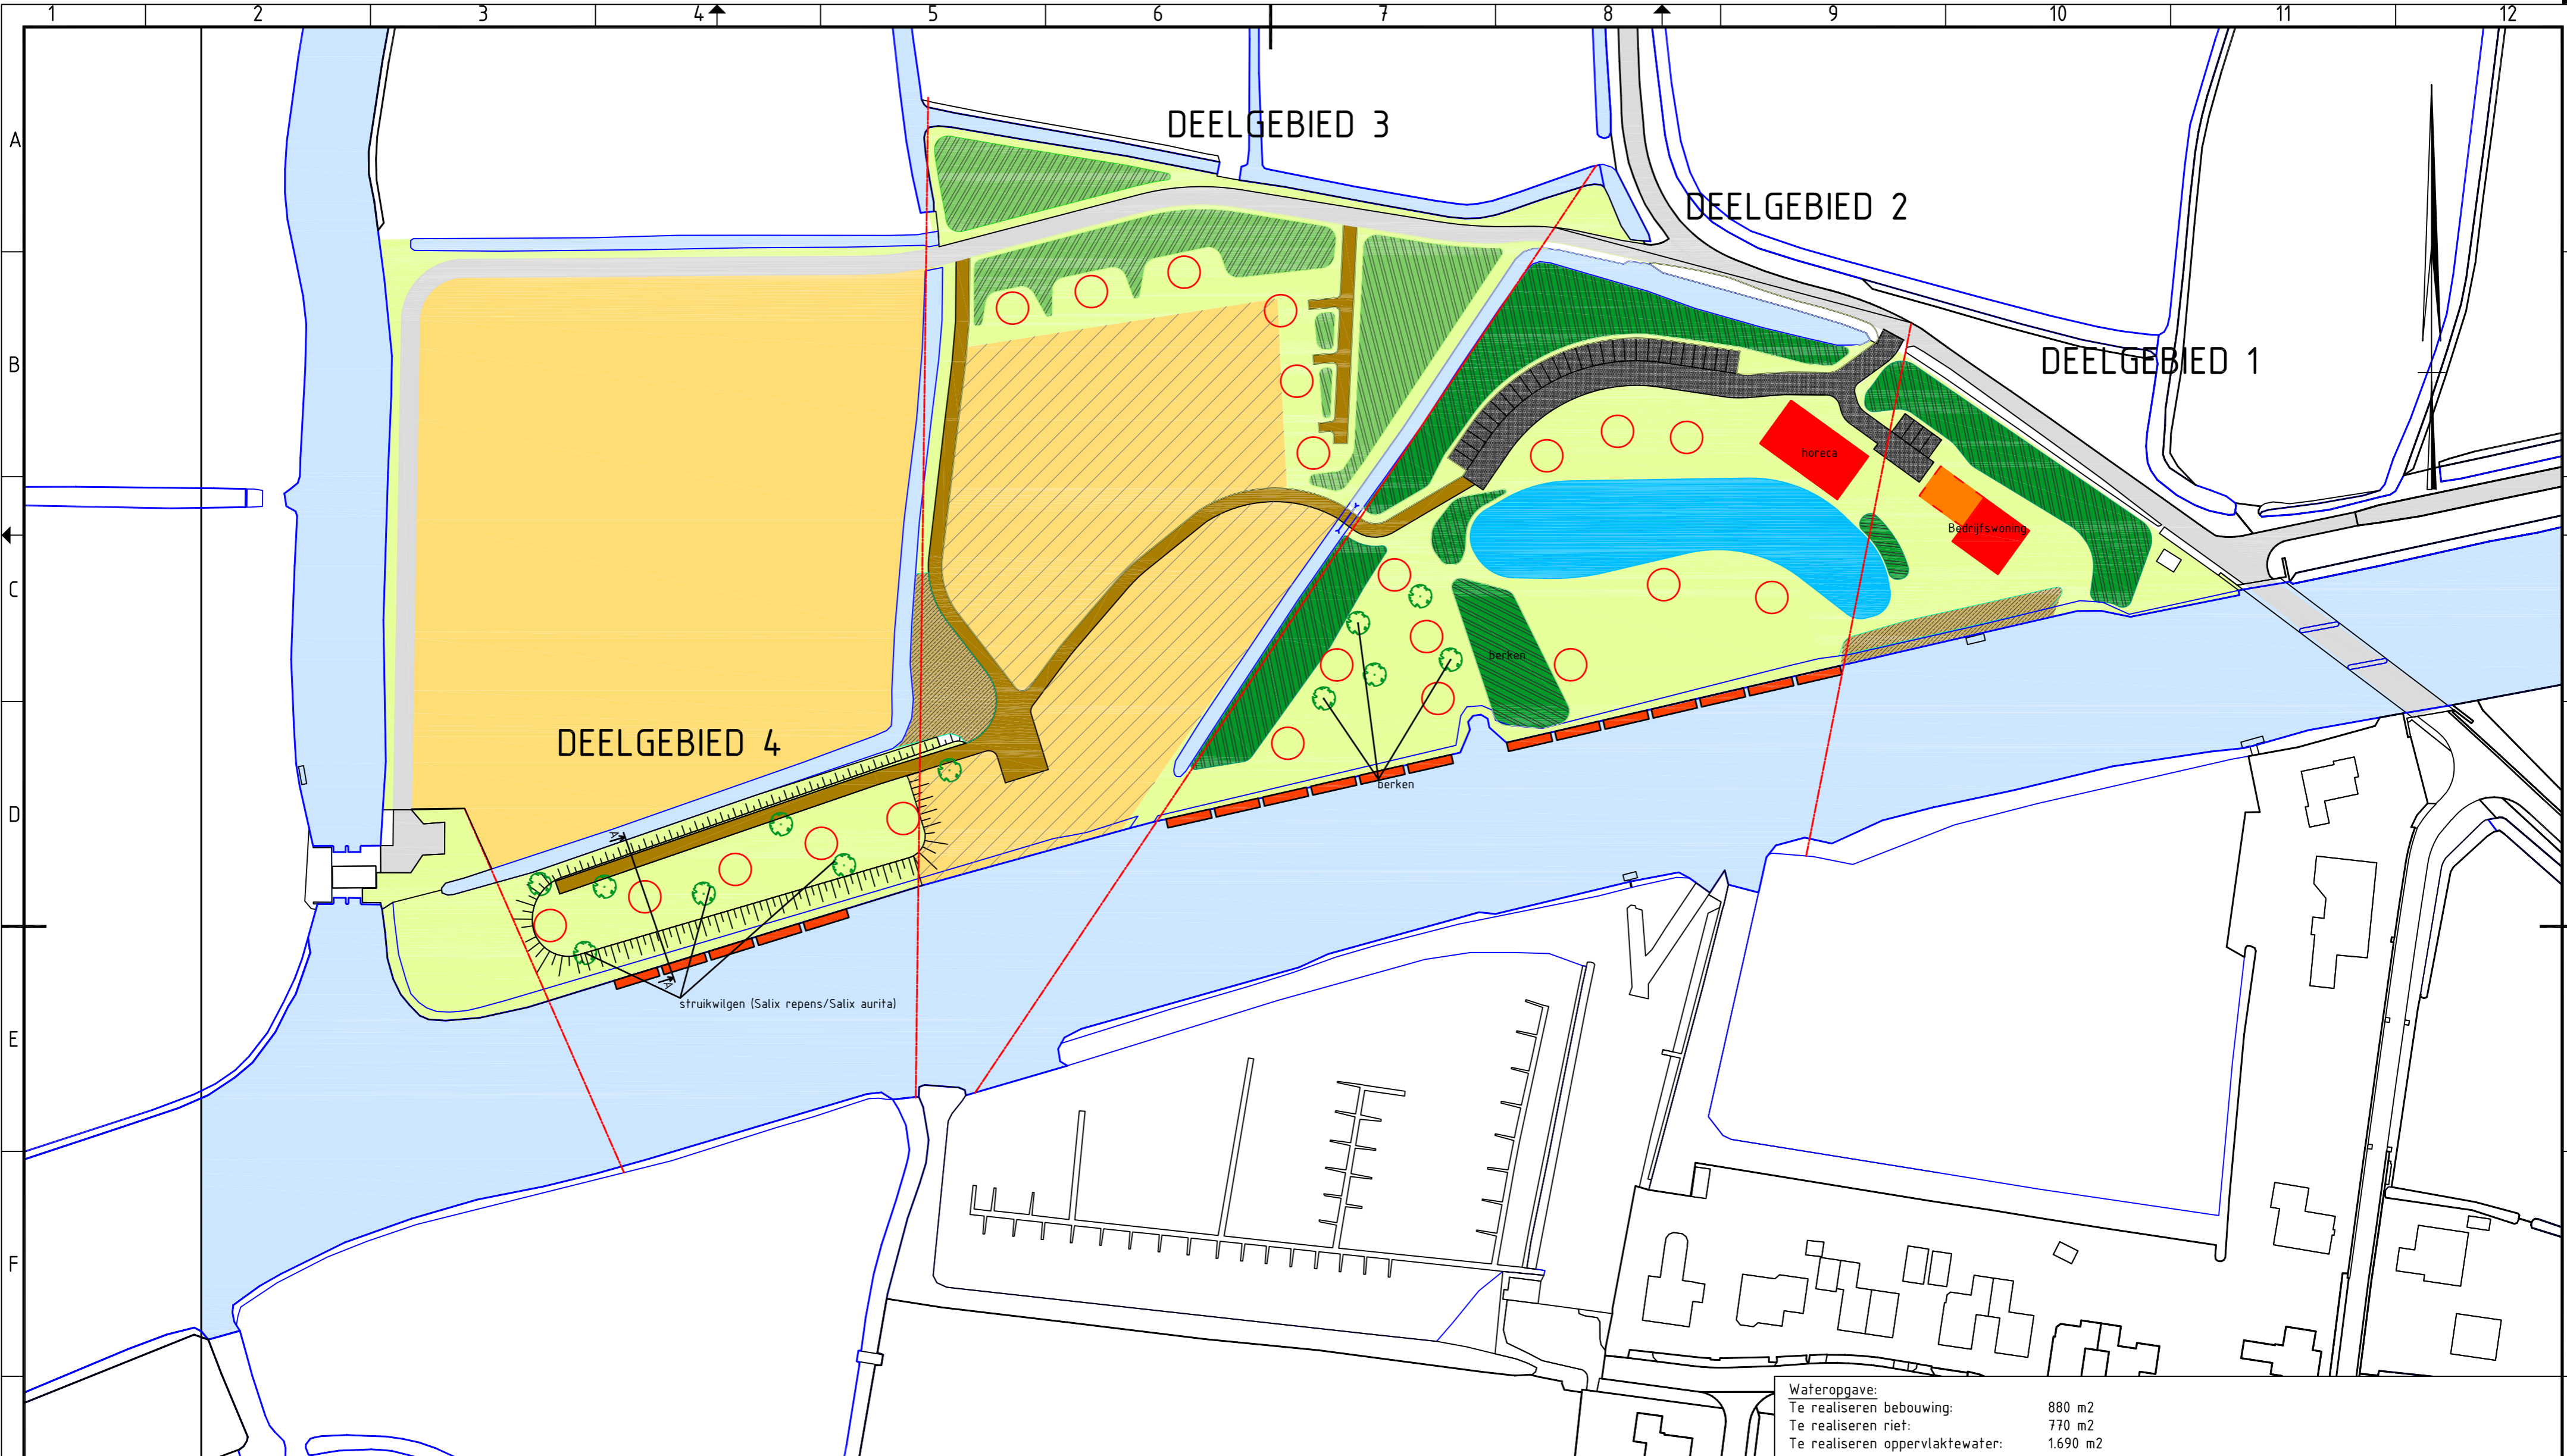 1 2 3 4 5 6 7 8 9 10 11 12
A
DEELGEBIED 3
DEELGEBIED 2
B
DEELGEBIED 1
horeca
Bedrijfswoning
C
berken
DEELGEBIED 4
berken
D
A
A
struikwilgen (Salix repens/Salix aurita)
E
F
Wateropgave:
Te realiseren bebouwing: 880 m2
Te realiseren riet: 770 m2
Te realiseren oppervlaktewater: 1.690 m2